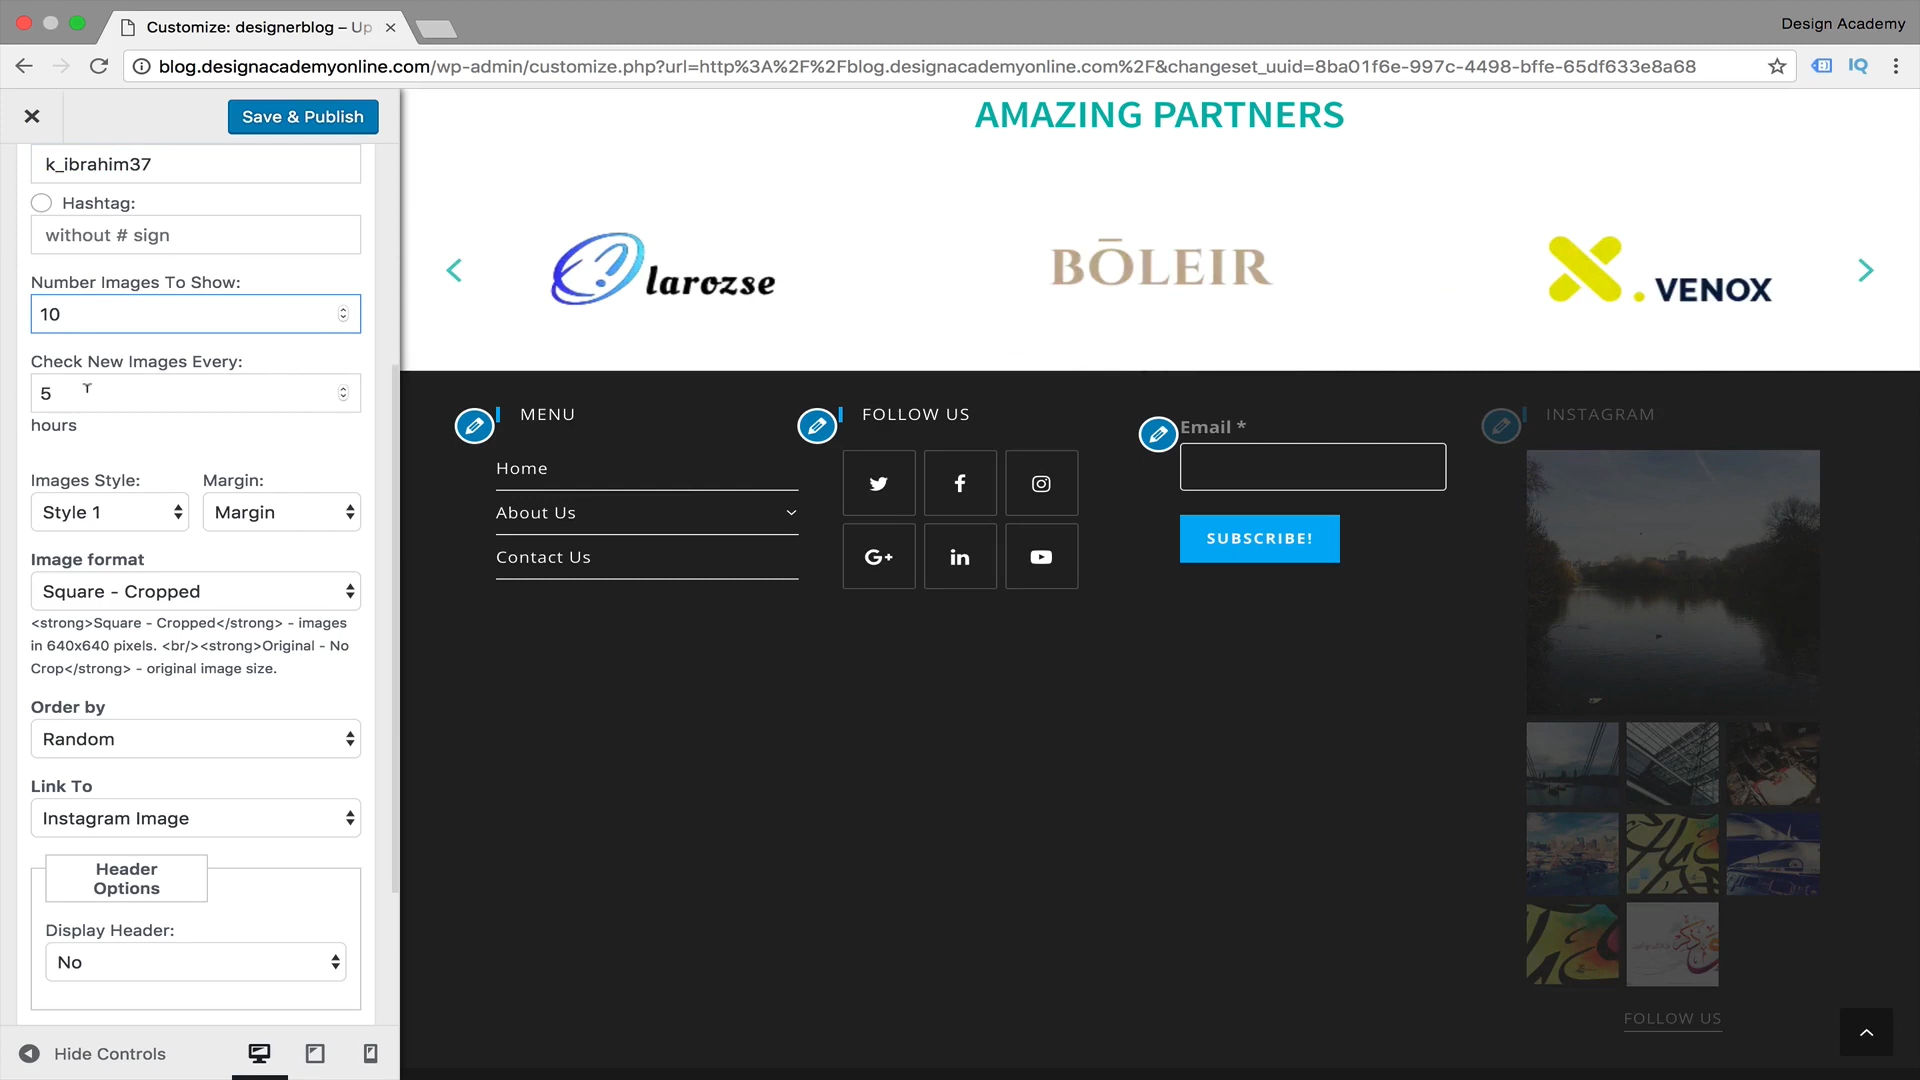 Customize: designerblog – Up
Design Academy
blog.designacademyonline.com/wp-admin/customize.php?url=http%3A%2F%2Fblog.designacademyonline.com%2F&changeset_uuid=8ba01f6e-997c-4498-bffe-65df633e8a68
IQ
Save & Publish
k_ibrahim37
Hashtag:
without # sign
Number Images To Show:
10
Check New Images Every:
5
hours
Images Style:
Margin:
Style 1
Margin
Image format
Square - Cropped
<strong>Square - Cropped</strong> - images
in 640x640 pixels. <br/><strong>Original - No
Crop</strong> - original image size.
Order by
Random
Link To
Instagram Image
Header
Options
Display Header:
No
Hide Controls
AMAZING PARTNERS
larozse
BŌLEIR
X. VENOX
MENU
Home
About Us
Contact Us
FOLLOW US
G+
in
Email *
SUBSCRIBE!
INSTAGRAM
FOLLOW US